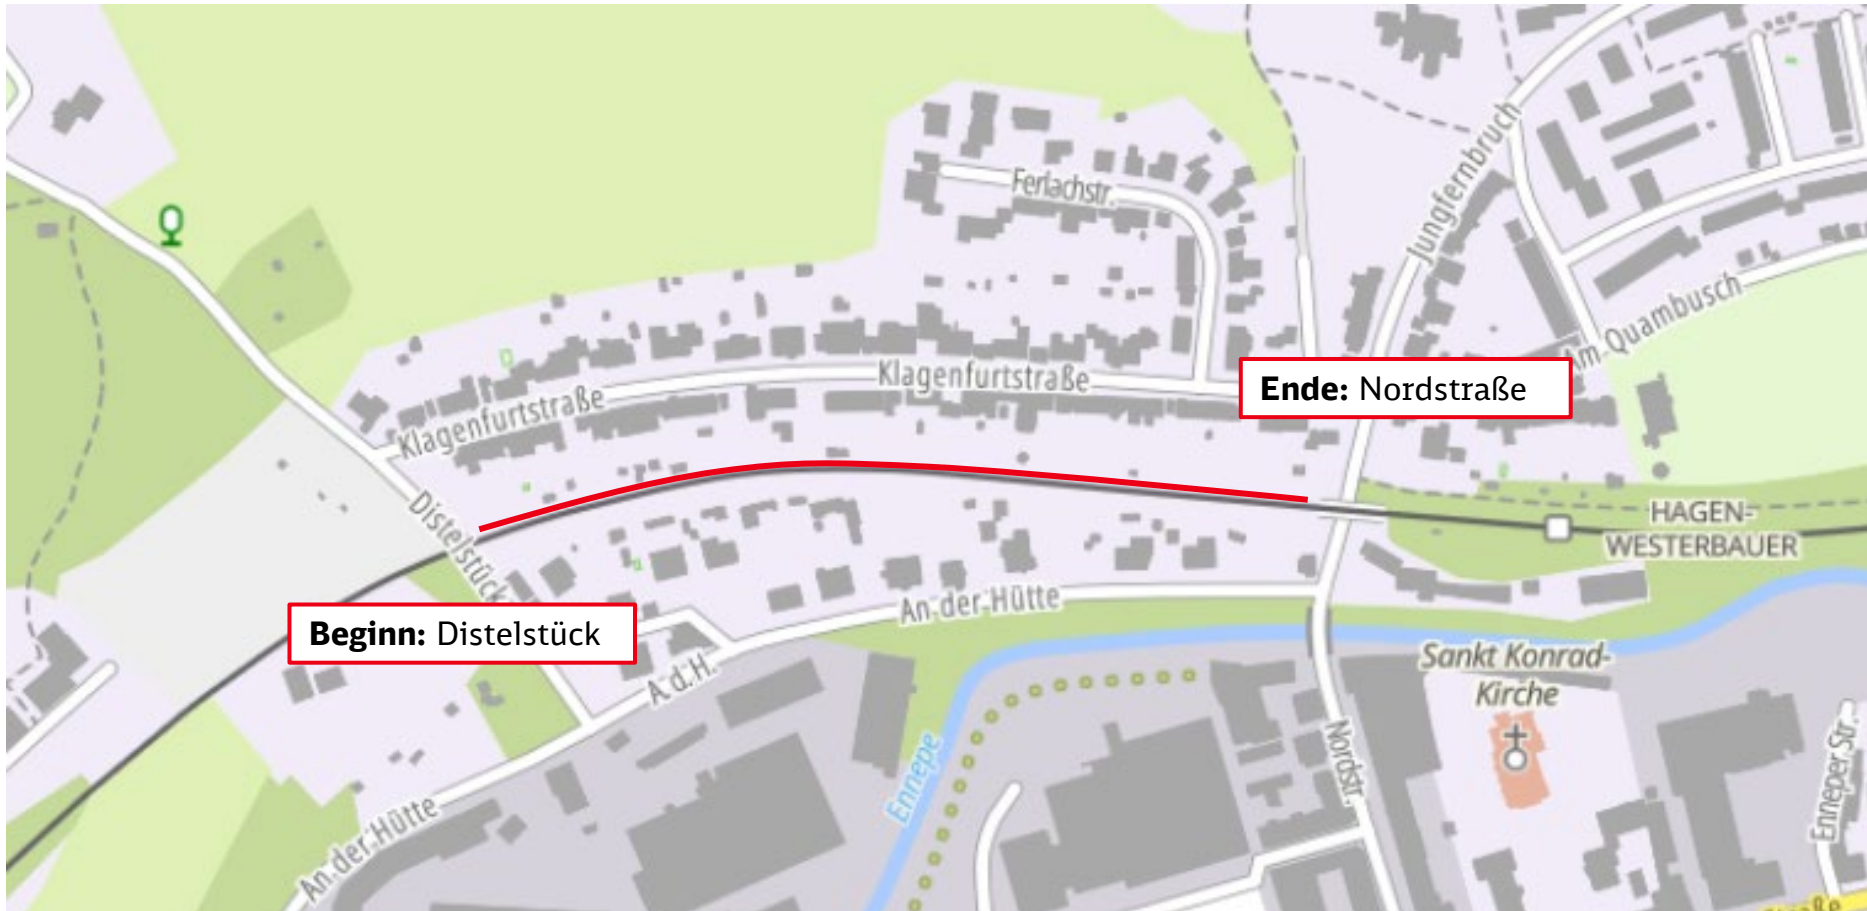 Ferlachstr.
Jungfernbruch
Am Quambusch
Klagenfurtstraße
Ende: Nordstraße
Klagenfurtstraße
Distelstück
HAGEN-
WESTERBAUER
An der Hütte
Beginn: Distelstück
A.d.H.
Sankt Konrad-
Kirche
Nordstr.
Ennepe
Enneper Str.
An der Hütte